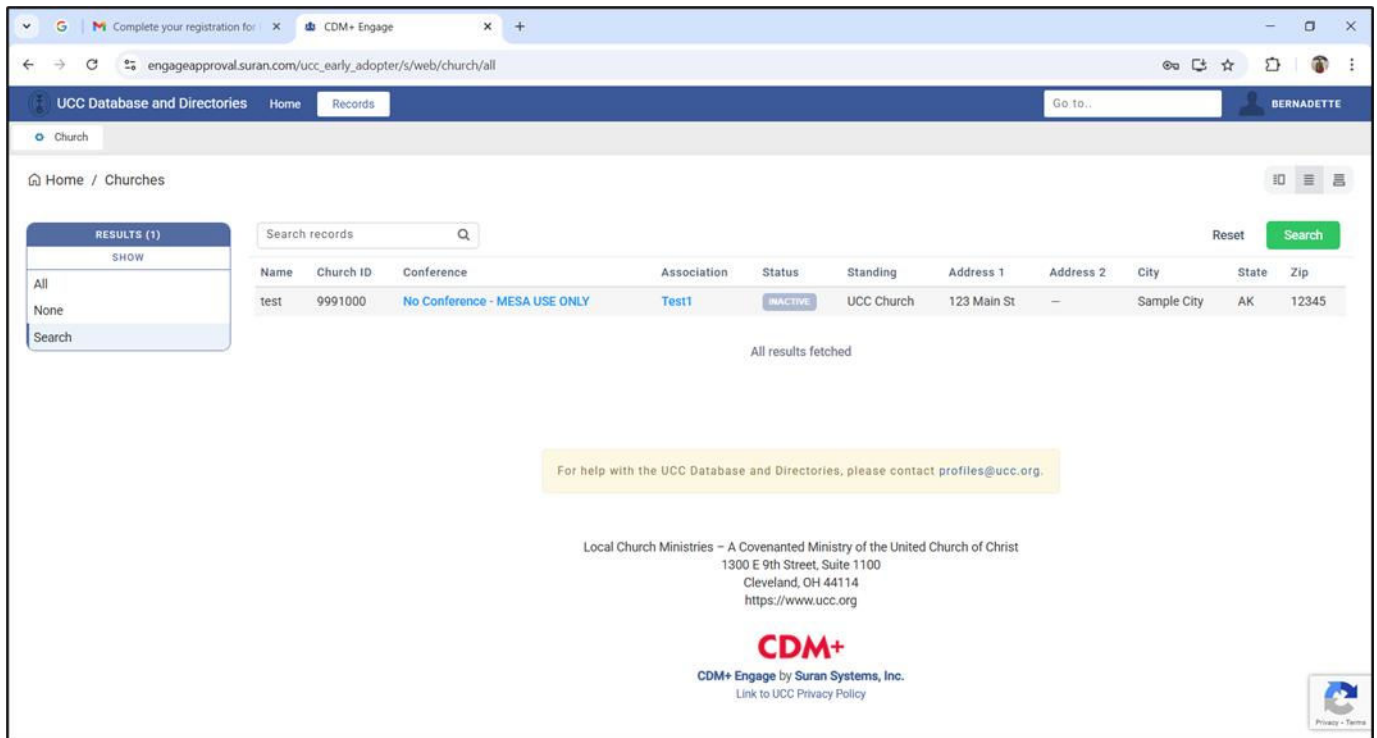 Complete your registration for
CDM+ Engage
engageapproval.suran.com/ucc_early_adopter/s/web/church/all
UCC Database and Directories Home Records Go to.. BERNADETTE
Church
Home / Churches
RESULTS (1) Search records Reset Search
SHOW
All
None
Search
Name Church ID Conference Association Status Standing Address 1 Address 2 City State Zip
test 9991000 No Conference - MESA USE ONLY Test1 INACTIVE UCC Church 123 Main St — Sample City AK 12345
All results fetched
For help with the UCC Database and Directories, please contact profiles@ucc.org.
Local Church Ministries – A Covenanted Ministry of the United Church of Christ
1300 E 9th Street, Suite 1100
Cleveland, OH 44114
https://www.ucc.org
CDM+
CDM+ Engage by Suran Systems, Inc.
Link to UCC Privacy Policy
Privacy - Terms